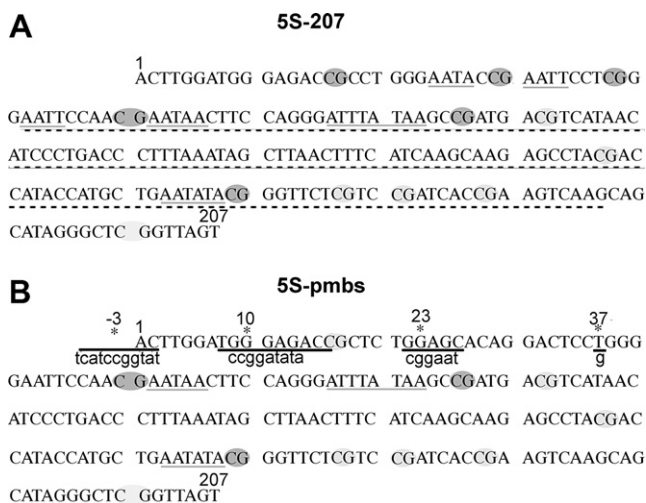 A
5S-207
1
ACTTGGATGG GAGACCGCCT GGGAATACCG AATTCCTCGG
GAATTCCAAC GAATAACTTC CAGGGATTTA TAAGCCGATG ACGTCATAAC
ATCCCTGACC CTTTAAATAG CTTAACTTTC ATCAAGCAAG AGCCTACGAC
CATACCATGC TGAATATACG GGTTCTCGTC CGATCACCGA AGTCAAGCAG
207
CATAGGGCTC GGTTAGT
B
5S-pmbs
-3 1 10 23 37
* * * *
ACTTGGATGG GAGACCGCTC TGGAGCACAG GACTCCTGGG
tcatccggtat ccggatata cggaat g
GAATTCCAAC GAATAACTTC CAGGGATTTA TAAGCCGATG ACGTCATAAC
ATCCCTGACC CTTTAAATAG CTTAACTTTC ATCAAGCAAG AGCCTACGAC
CATACCATGC TGAATATACG GGTTCTCGTC CGATCACCGA AGTCAAGCAG
207
CATAGGGCTC GGTTAGT